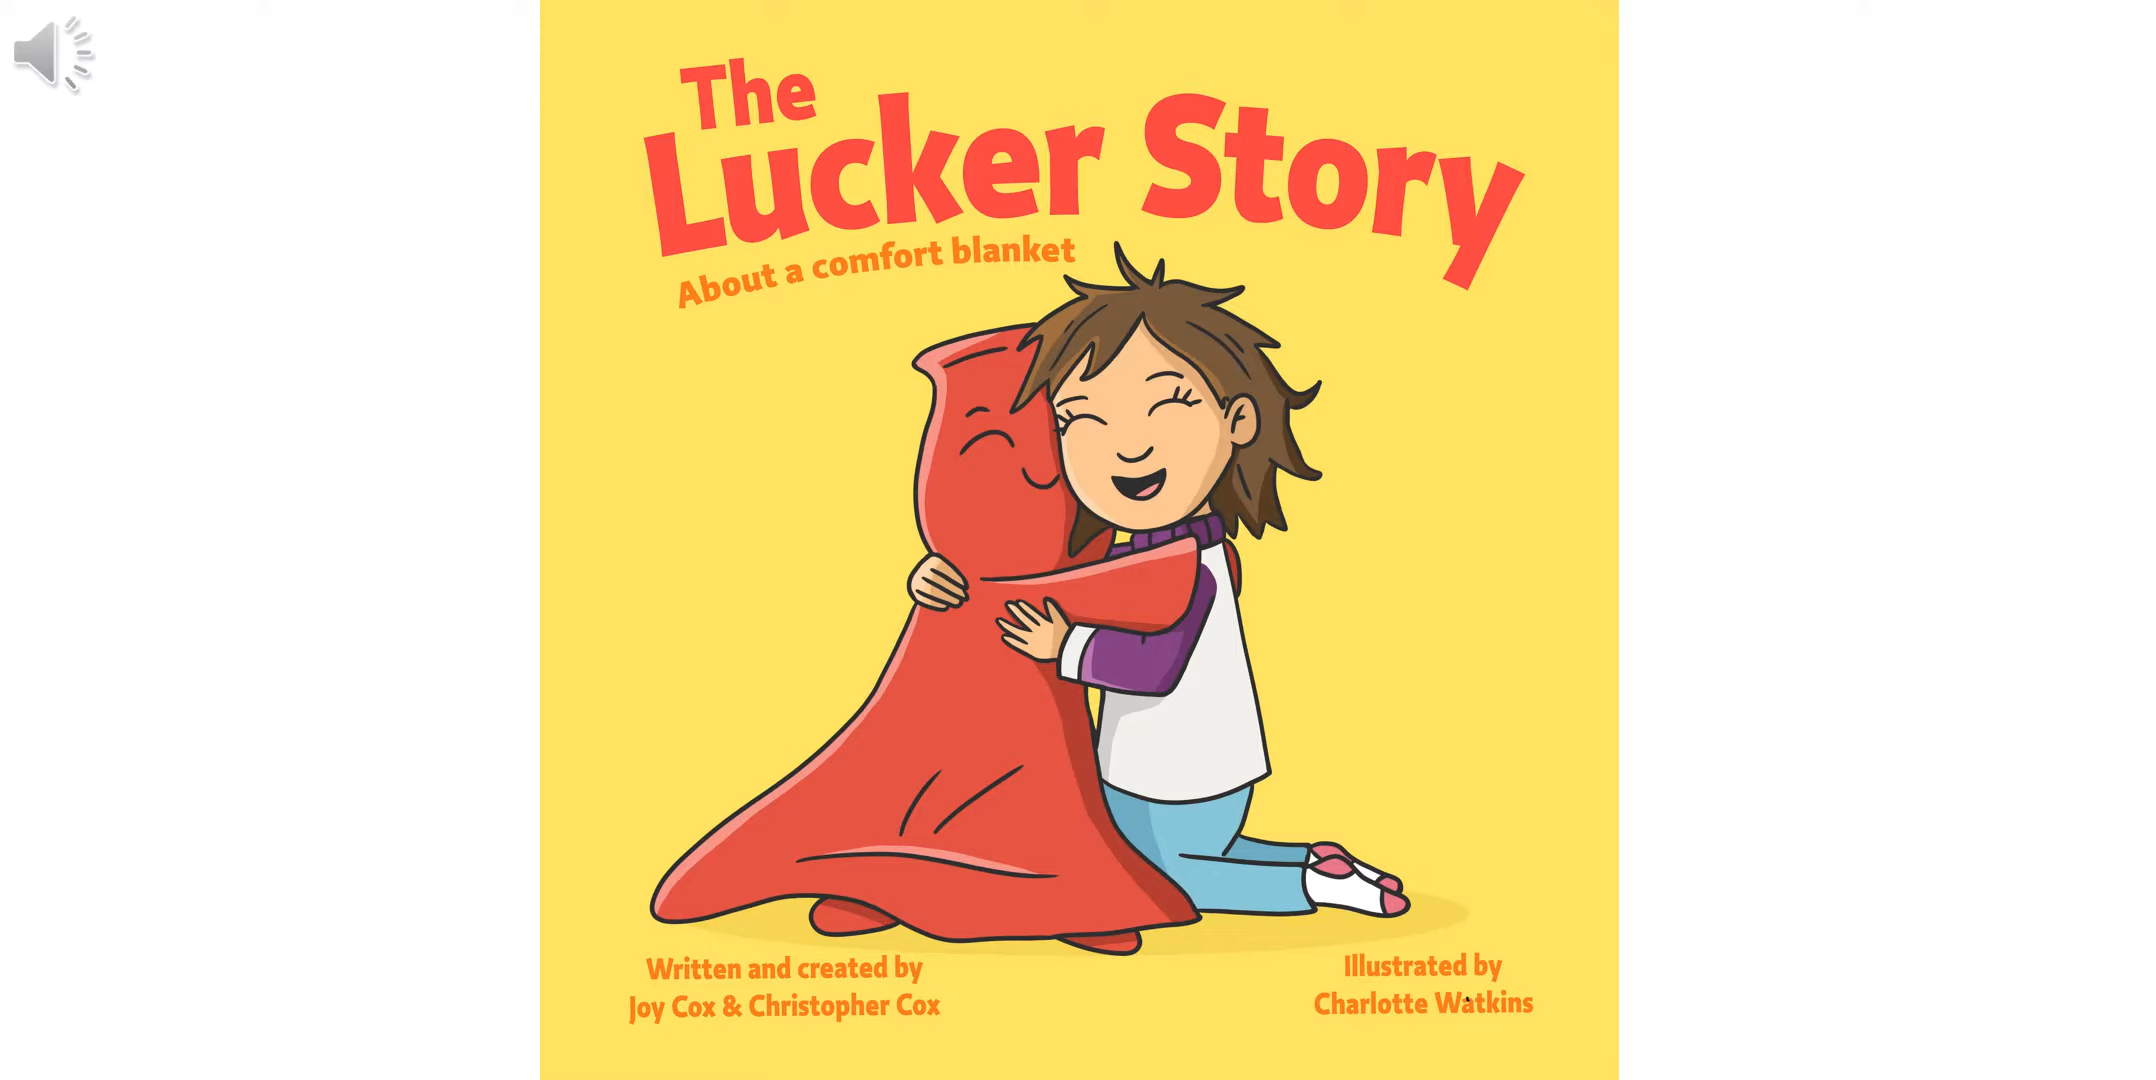 The
Lucker Story
About a comfort blanket
Written and created by
Joy Cox & Christopher Cox
Illustrated by
Charlotte Watkins